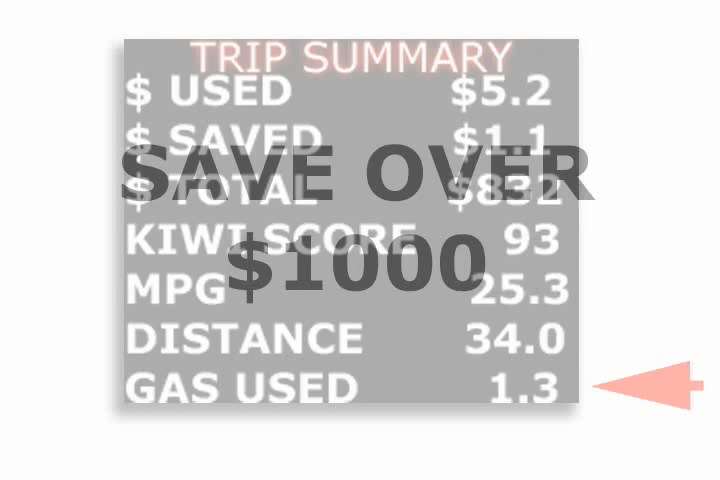 TRIP SUMMARY
$ USED $5.2
$ SAVED $1.1
SAVE OVER
$ TOTAL $832
KIWI SCORE 93
$1000
MPG 25.3
DISTANCE 34.0
GAS USED 1.3